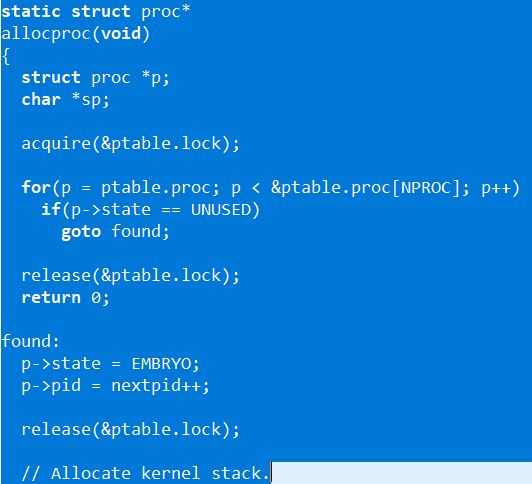 static struct proc*
allocproc(void)
{
  struct proc *p;
  char *sp;

  acquire(&ptable.lock);

  for(p = ptable.proc; p < &ptable.proc[NPROC]; p++)
    if(p->state == UNUSED)
      goto found;

  release(&ptable.lock);
  return 0;

found:
  p->state = EMBRYO;
  p->pid = nextpid++;

  release(&ptable.lock);

  // Allocate kernel stack.